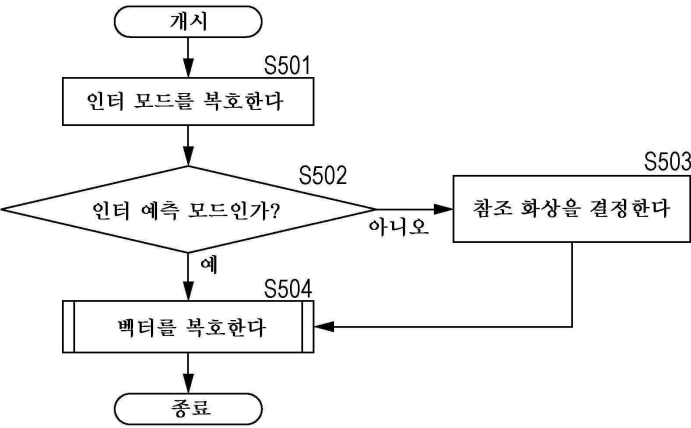 개시
S501
인터 모드를 복호한다
S502
인터 예측 모드인가?
아니오
S503
참조 화상을 결정한다
예
S504
벡터를 복호한다
종료